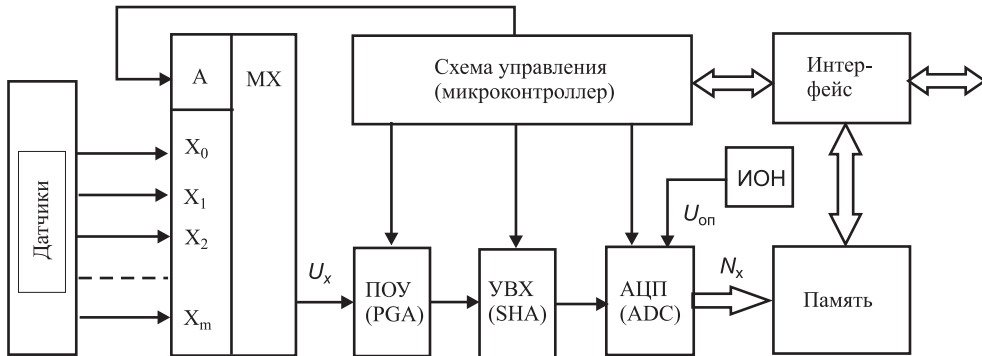 A
MX
Схема управления
(микроконтроллер)
Интер-
фейс
Датчики
X₀
X₁
X₂
Xₘ
ИОН
Uоп
Uₓ
ПОУ
(PGA)
УВХ
(SHA)
АЦП
(ADC)
Nₓ
Память